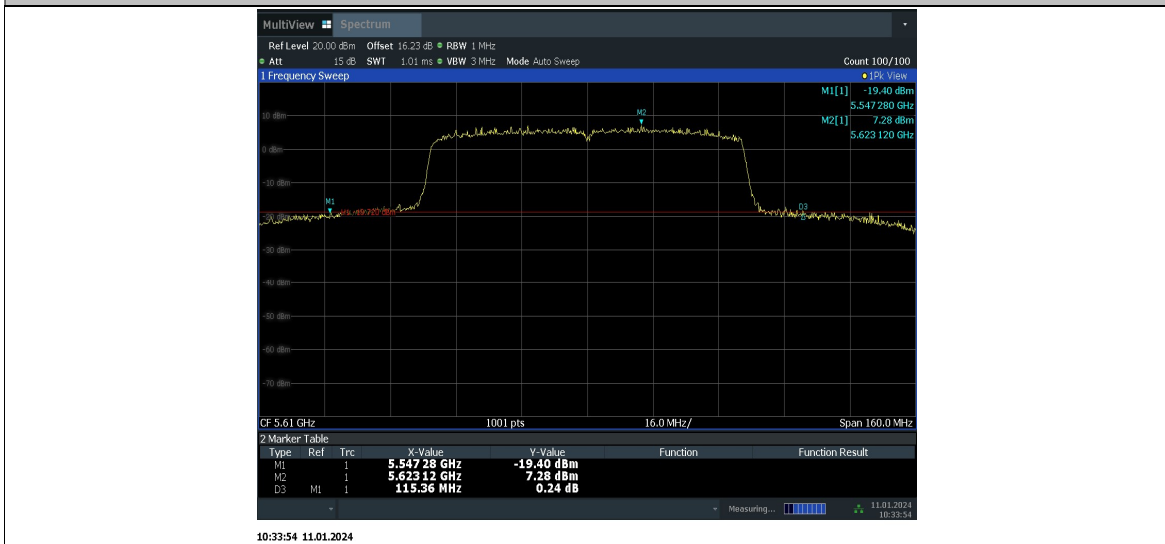 MultiView Spectrum
Ref Level 20.00 dBm Offset 16.23 dB RBW 1 MHz
Att 15 dB SWT 1.01 ms VBW 3 MHz Mode Auto Sweep Count 100/100
1 Frequency Sweep 1Pk View
M1[1] -19.40 dBm
5.547280 GHz
M2[1] 7.28 dBm
5.623120 GHz
M2
10 dBm
0 dBm
-10 dBm
M1
D3
-20 dBm
-30 dBm
-40 dBm
-50 dBm
-60 dBm
-70 dBm
CF 5.61 GHz 1001 pts 16.0 MHz/ Span 160.0 MHz
2 Marker Table
Type Ref Trc X-Value Y-Value Function Function Result
M1 1 5.547 28 GHz -19.40 dBm
M2 1 5.623 12 GHz 7.28 dBm
D3 M1 1 115.36 MHz 0.24 dB
Measuring... 11.01.2024
10:33:54
10:33:54 11.01.2024